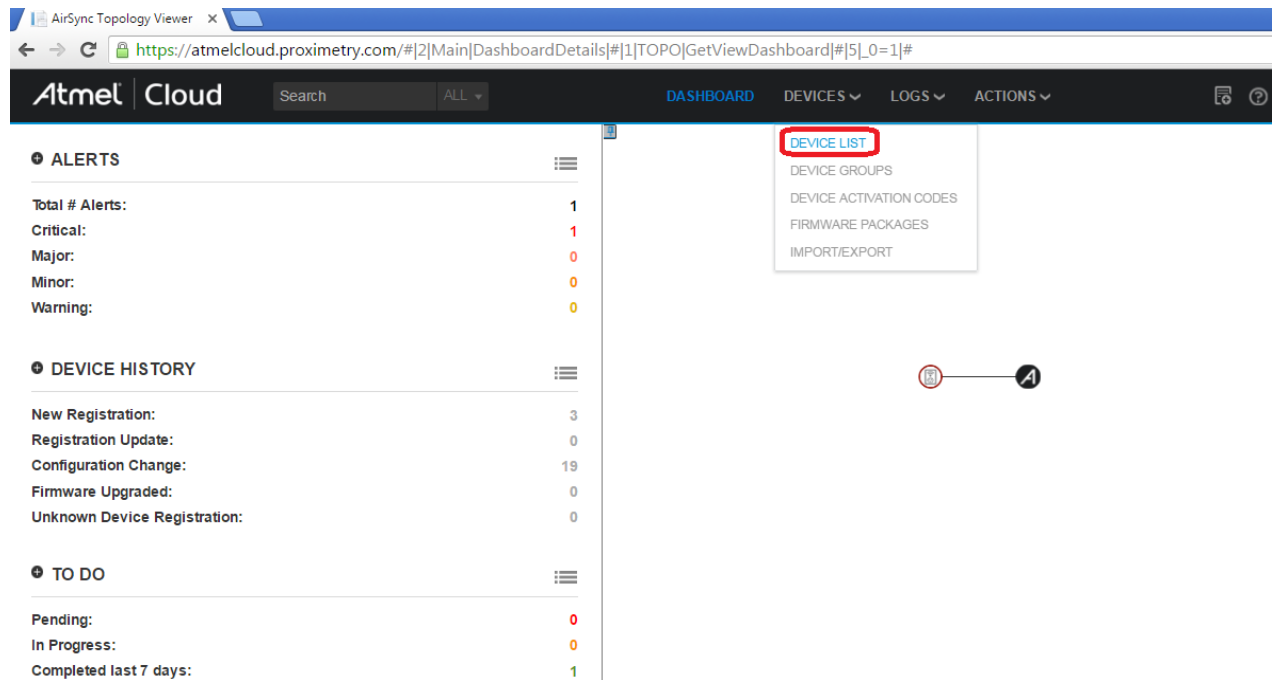 AirSync Topology Viewer
https://atmelcloud.proximetry.com/#|2|Main|DashboardDetails|#|1|TOPO|GetViewDashboard|#|5|_0=1|#
Atmel Cloud Search ALL DASHBOARD DEVICES LOGS ACTIONS
DEVICE LIST
DEVICE GROUPS
DEVICE ACTIVATION CODES
FIRMWARE PACKAGES
IMPORT/EXPORT
ALERTS
Total # Alerts: 1
Critical: 1
Major: 0
Minor: 0
Warning: 0
DEVICE HISTORY
New Registration: 3
Registration Update: 0
Configuration Change: 19
Firmware Upgraded: 0
Unknown Device Registration: 0
TO DO
Pending: 0
In Progress: 0
Completed last 7 days: 1